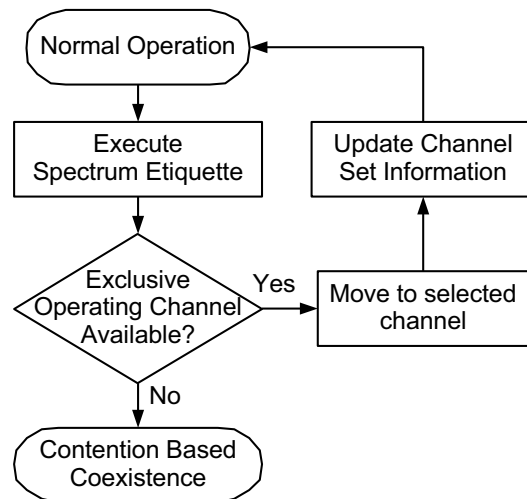 Normal Operation
Execute
Spectrum Etiquette
Update Channel
Set Information
Exclusive
Operating Channel
Available?
Yes
Move to selected
channel
No
Contention Based
Coexistence